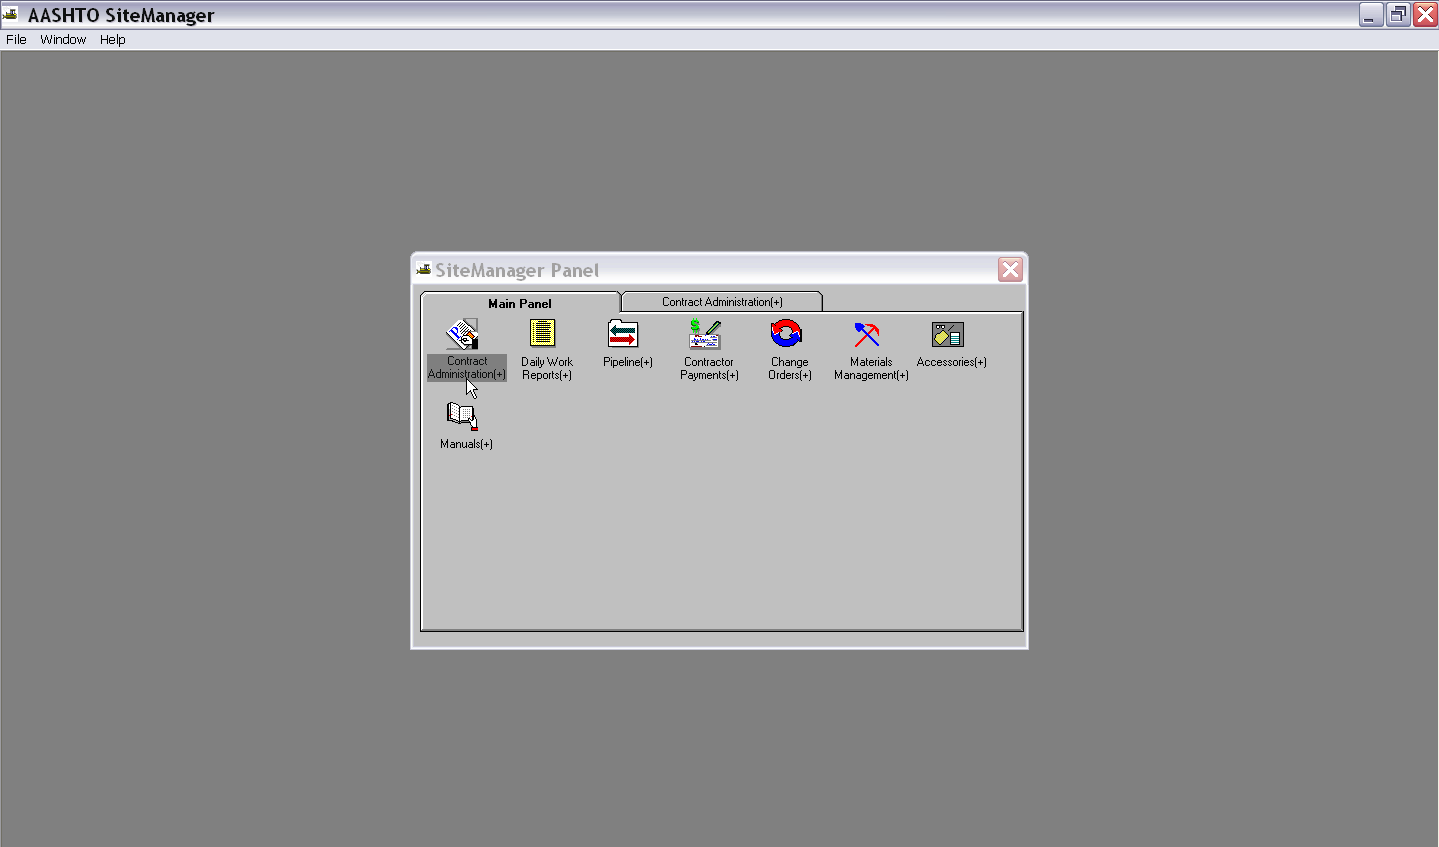 AASHTO SiteManager
File Window Help
SiteManager Panel
Main Panel
Contract Administration(+)
Contract
Administration(+)
Daily Work
Reports(+)
Pipeline(+)
Contractor
Payments(+)
Change
Orders(+)
Materials
Management(+)
Accessories(+)
Manuals(+)